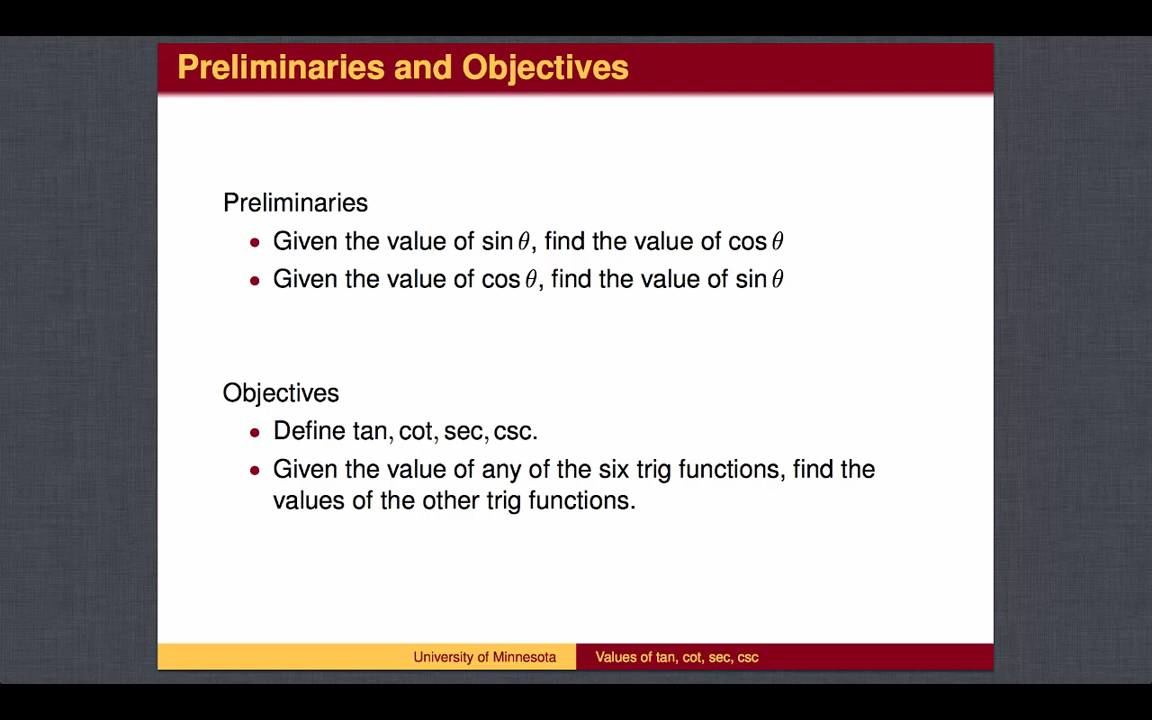 Preliminaries and Objectives
Preliminaries
• Given the value of sin θ, find the value of cos θ
• Given the value of cos θ, find the value of sin θ
Objectives
• Define tan, cot, sec, csc.
• Given the value of any of the six trig functions, find the
values of the other trig functions.
University of Minnesota
Values of tan, cot, sec, csc